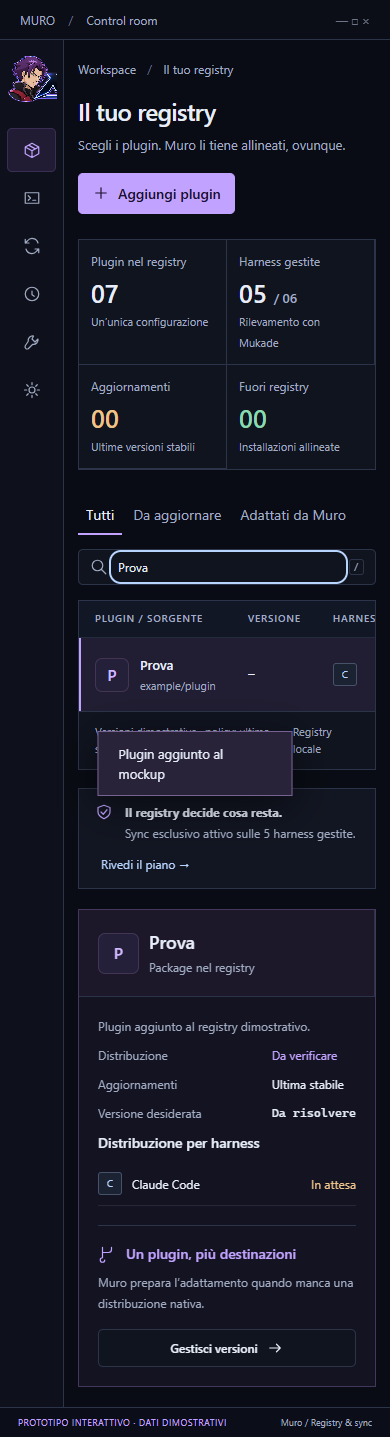 MURO / Control room
Workspace / Il tuo registry
Il tuo registry
Scegli i plugin. Muro li tiene allineati, ovunque.
+ Aggiungi plugin
Plugin nel registry
07
Un'unica configurazione
Harness gestite
05 / 06
Rilevamento con
Mukade
Aggiornamenti
00
Ultime versioni stabili
Fuori registry
00
Installazioni allineate
Tutti Da aggiornare Adattati da Muro
Prova /
PLUGIN / SORGENTE VERSIONE HARNES
P Prova – C
example/plugin
Registry
locale
Plugin aggiunto al
mockup
Il registry decide cosa resta.
Sync esclusivo attivo sulle 5 harness gestite.
Rivedi il piano →
P Prova
Package nel registry
Plugin aggiunto al registry dimostrativo.
Distribuzione Da verificare
Aggiornamenti Ultima stabile
Versione desiderata Da risolvere
Distribuzione per harness
C Claude Code In attesa
Un plugin, più destinazioni
Muro prepara l'adattamento quando manca una
distribuzione nativa.
Gestisci versioni →
PROTOTIPO INTERATTIVO · DATI DIMOSTRATIVI Muro / Registry & sync